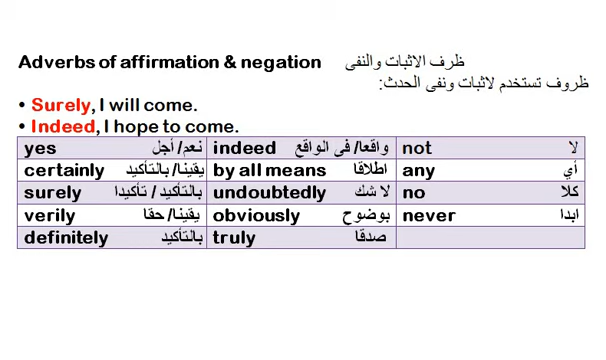 Adverbs of affirmation & negation ظرف الاثبات والنفى
ظروف تستخدم لاثبات ونفى الحدث:
• Surely, I will come.
• Indeed, I hope to come.
yes نعم/ أجل indeed واقعا/ فى الواقع not لا
certainly يقينا/ بالتأكيد by all means اطلاقا any أي
surely بالتأكيد / تأكيدا undoubtedly لا شك no كلا
verily يقينا/ حقا obviously بوضوح never ابدا
definitely بالتأكيد truly صدقا